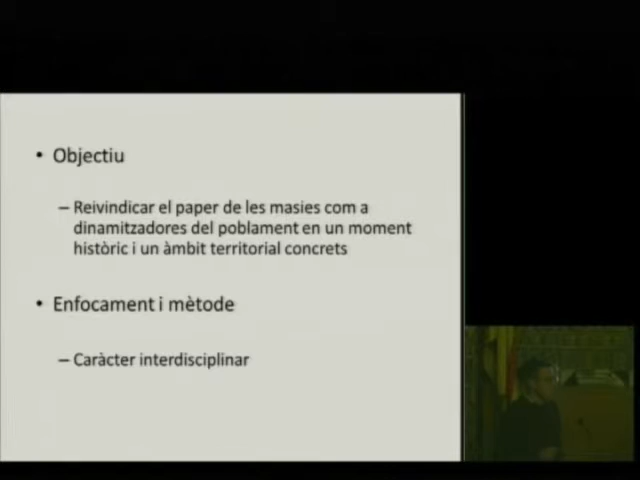 • Objectiu
– Reivindicar el paper de les masies com a
dinamitzadores del poblament en un moment
històric i un àmbit territorial concrets
• Enfocament i mètode
– Caràcter interdisciplinar